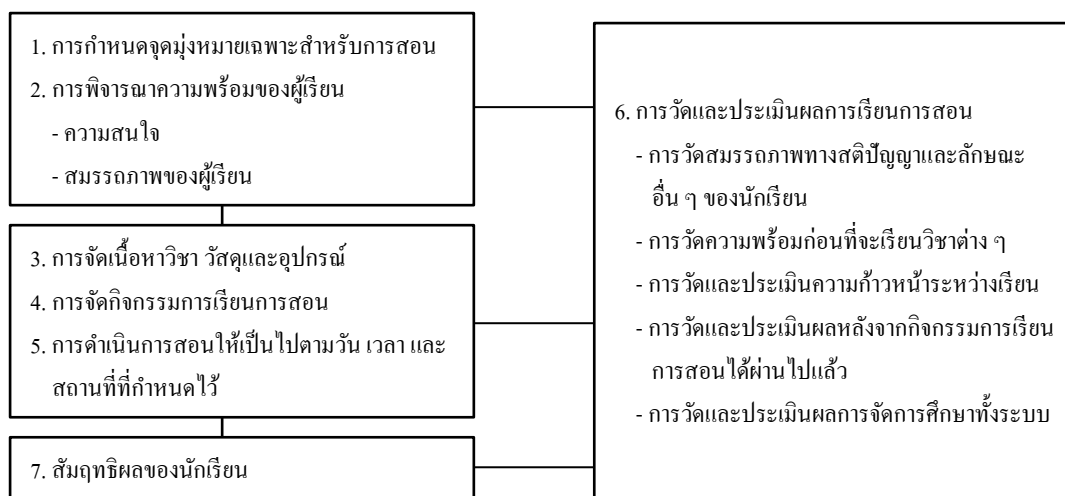 1. การกำหนดจุดมุ่งหมายเฉพาะสำหรับการสอน
2. การพิจารณาความพร้อมของผู้เรียน
- ความสนใจ
- สมรรถภาพของผู้เรียน
3. การจัดเนื้อหาวิชา วัสดุและอุปกรณ์
4. การจัดกิจกรรมการเรียนการสอน
5. การดำเนินการสอนให้เป็นไปตามวัน เวลา และ
สถานที่ที่กำหนดไว้
7. สัมฤทธิผลของนักเรียน
6. การวัดและประเมินผลการเรียนการสอน
- การวัดสมรรถภาพทางสติปัญญาและลักษณะ
อื่น ๆ ของนักเรียน
- การวัดความพร้อมก่อนที่จะเรียนวิชาต่าง ๆ
- การวัดและประเมินความก้าวหน้าระหว่างเรียน
- การวัดและประเมินผลหลังจากกิจกรรมการเรียน
การสอนได้ผ่านไปแล้ว
- การวัดและประเมินผลการจัดการศึกษาทั้งระบบ